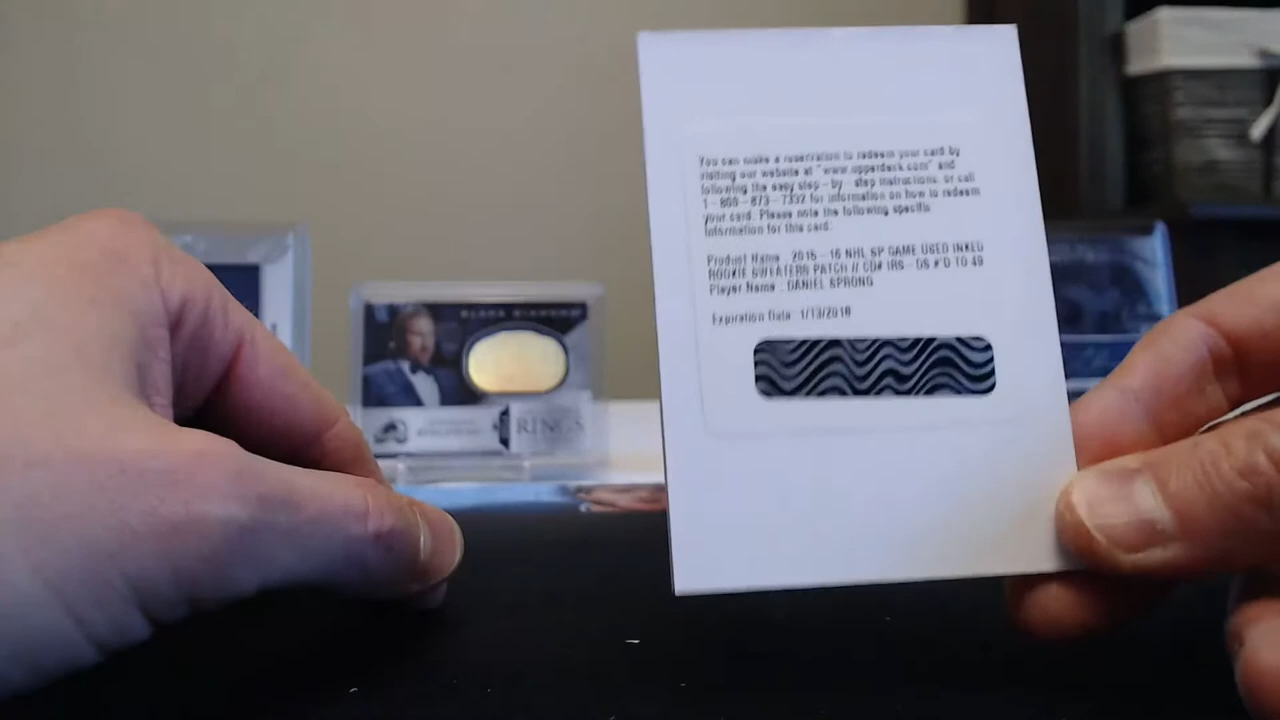 You can make a reservation to redeem your card by
visiting our website at "www.upperdeck.com" and
following the easy step-by-step instructions, or call
1-800-873-7332 for information on how to redeem
your card. Please note the following specific
information for this card:
Product Name : 2015-16 NHL SP GAME USED INKED
ROOKIE SWEATERS PATCH // CD# IRS-DS #'D TO 49
Player Name : DANIEL SPRONG
Expiration Date: 1/13/2018
BLACK DIAMOND
RINGS